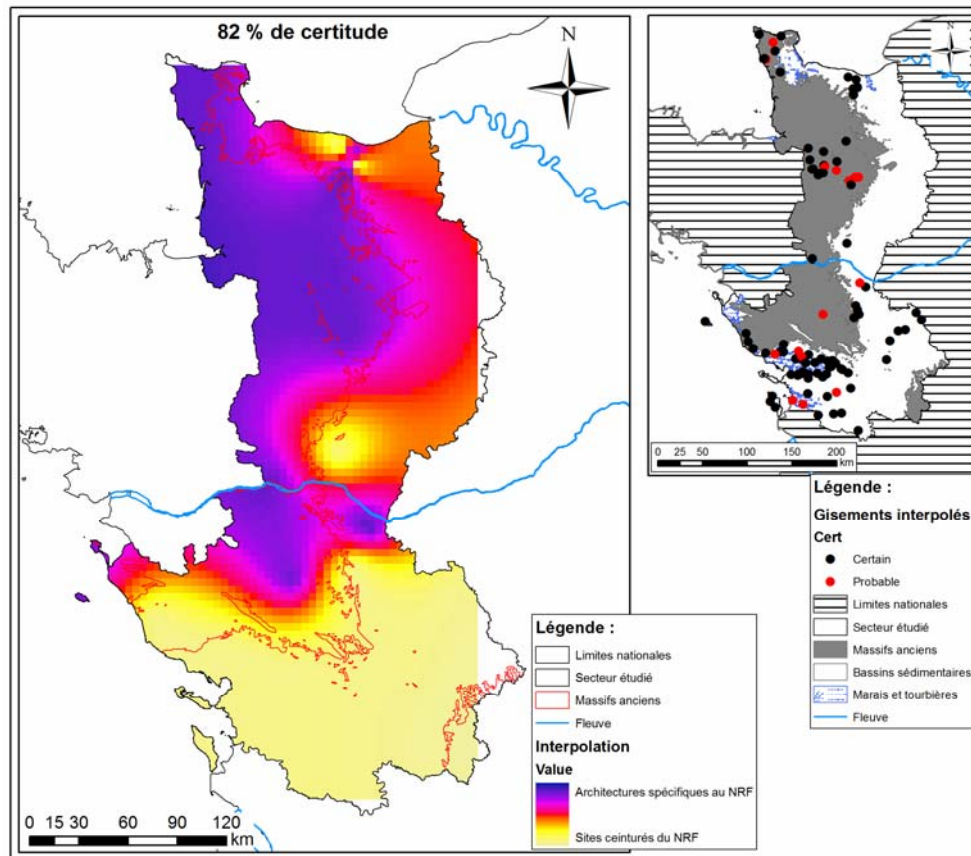 82 % de certitude
N
0 15 30 60 90 120
km
Légende :
Limites nationales
Secteur étudié
Massifs anciens
Fleuve
Interpolation
Value
Architectures spécifiques au NRF
Sites ceinturés du NRF
N
0 25 50 100 150 200
km
Légende :
Gisements interpolés
Cert
Certain
Probable
Limites nationales
Secteur étudié
Massifs anciens
Bassins sédimentaires
Marais et tourbières
Fleuve